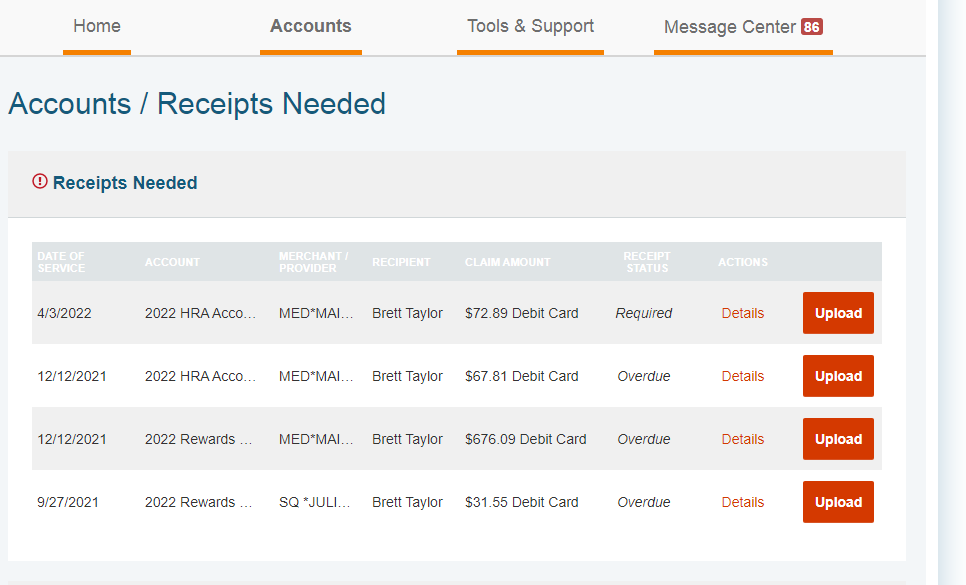 Home Accounts Tools & Support Message Center 86
Accounts / Receipts Needed
Receipts Needed
DATE OF SERVICE ACCOUNT MERCHANT / PROVIDER RECIPIENT CLAIM AMOUNT RECEIPT STATUS ACTIONS
4/3/2022 2022 HRA Acco... MED*MAI... Brett Taylor $72.89 Debit Card Required Details Upload
12/12/2021 2022 HRA Acco... MED*MAI... Brett Taylor $67.81 Debit Card Overdue Details Upload
12/12/2021 2022 Rewards ... MED*MAI... Brett Taylor $676.09 Debit Card Overdue Details Upload
9/27/2021 2022 Rewards ... SQ *JULI... Brett Taylor $31.55 Debit Card Overdue Details Upload